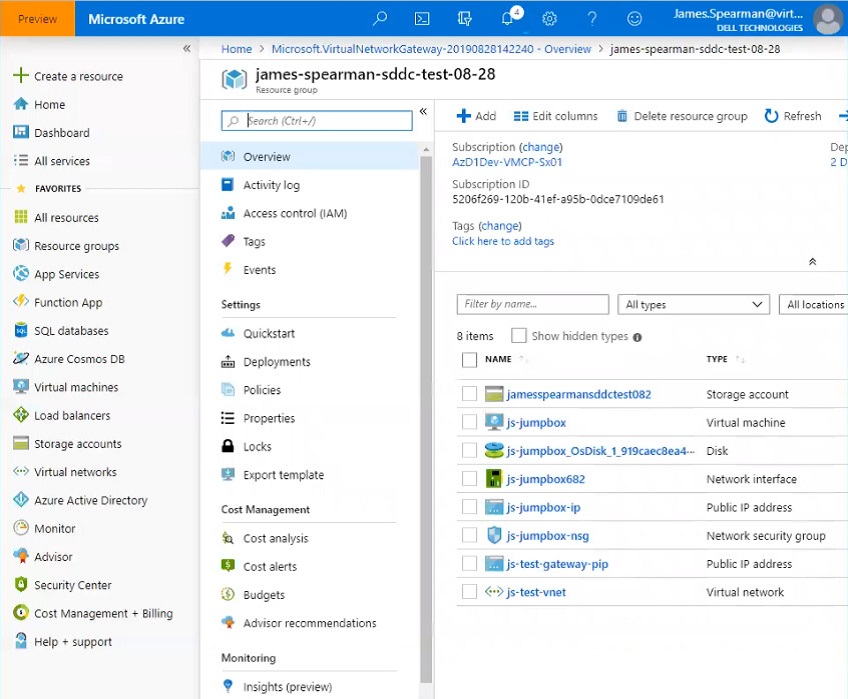 Preview
Microsoft Azure
4
James.Spearman@virt...
DELL TECHNOLOGIES
Home > Microsoft.VirtualNetworkGateway-20190828142240 - Overview > james-spearman-sddc-test-08-28
james-spearman-sddc-test-08-28
Resource group
Create a resource
Home
Dashboard
All services
FAVORITES
All resources
Resource groups
App Services
Function App
SQL databases
Azure Cosmos DB
Virtual machines
Load balancers
Storage accounts
Virtual networks
Azure Active Directory
Monitor
Advisor
Security Center
Cost Management + Billing
Help + support
Search (Ctrl+/)
Overview
Activity log
Access control (IAM)
Tags
Events
Settings
Quickstart
Deployments
Policies
Properties
Locks
Export template
Cost Management
Cost analysis
Cost alerts
Budgets
Advisor recommendations
Monitoring
Insights (preview)
Add Edit columns Delete resource group Refresh
Subscription (change)
AzD1Dev-VMCP-Sx01
Dep
2 D
Subscription ID
5206f269-120b-41ef-a95b-0dce7109de61
Tags (change)
Click here to add tags
Filter by name... All types All locations
8 items Show hidden types
NAME TYPE
jamesspearmansddctest082 Storage account
js-jumpbox Virtual machine
js-jumpbox_OsDisk_1_919caec8ea4--- Disk
js-jumpbox682 Network interface
js-jumpbox-ip Public IP address
js-jumpbox-nsg Network security group
js-test-gateway-pip Public IP address
js-test-vnet Virtual network